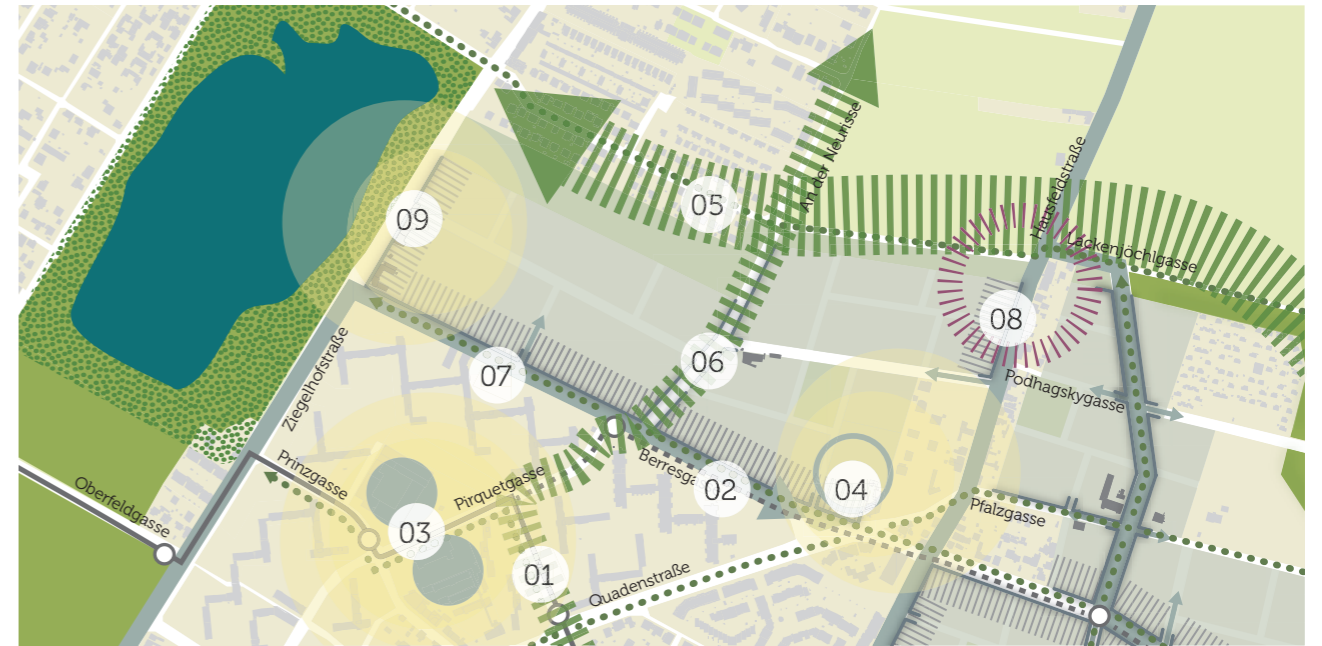 An der Neurisse
Hausfeldstraße
Lackenjöchlgasse
09
05
08
06
07
Ziegelhofstraße
Podhagskygasse
Prinzgasse
Pirquetgasse
Berresga
02
04
Oberfeldgasse
03
Pfalzgasse
01
Quadenstraße